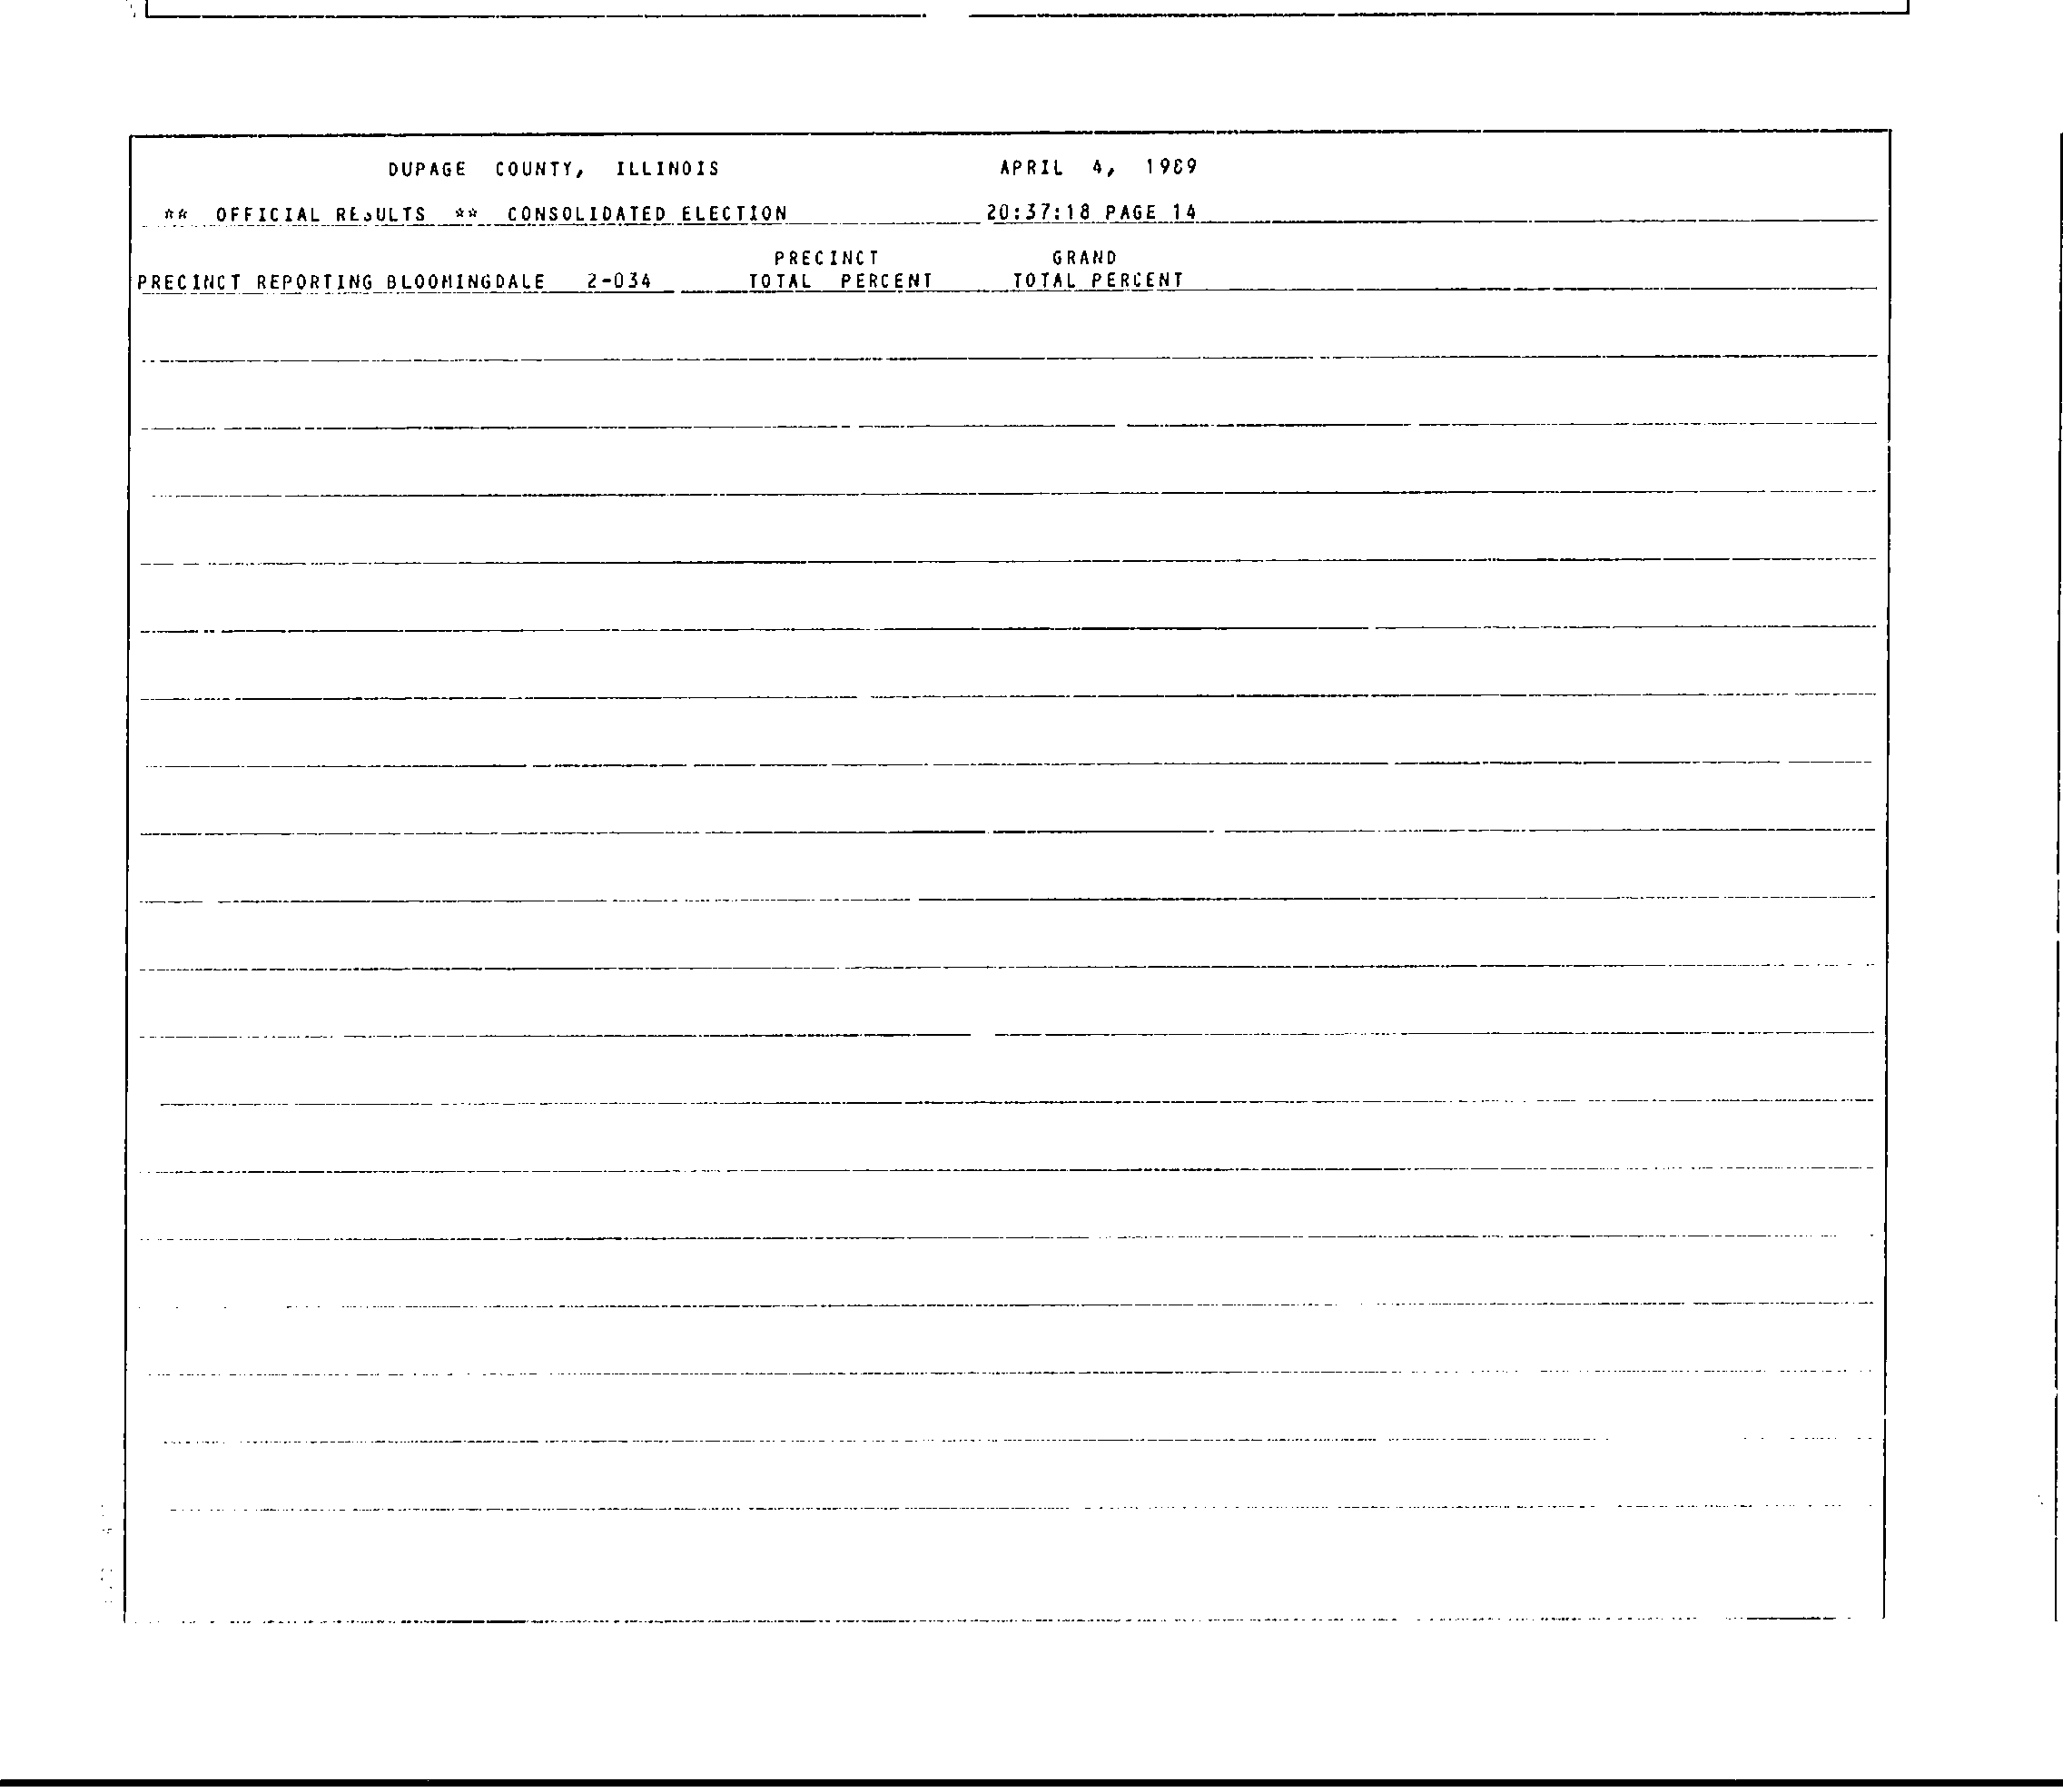 DUPAGE COUNTY, ILLINOIS APRIL 4, 1989
** OFFICIAL RESULTS ** CONSOLIDATED ELECTION 20:37:18 PAGE 14
PRECINCT GRAND
PRECINCT REPORTING BLOOMINGDALE 2-034 TOTAL PERCENT TOTAL PERCENT